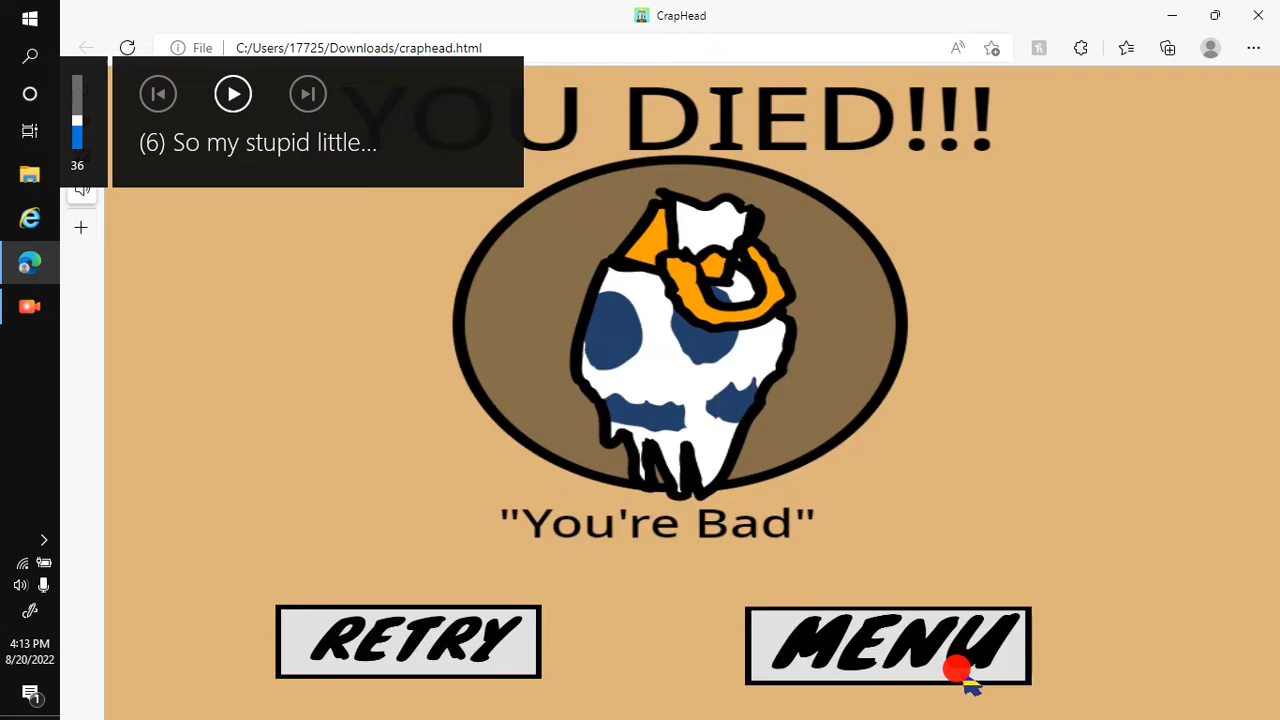 CrapHead
File C:/Users/17725/Downloads/craphead.html
36
(6) So my stupid little...
YOU DIED!!!
"You're Bad"
RETRY
MENU
4:13 PM
8/20/2022
1